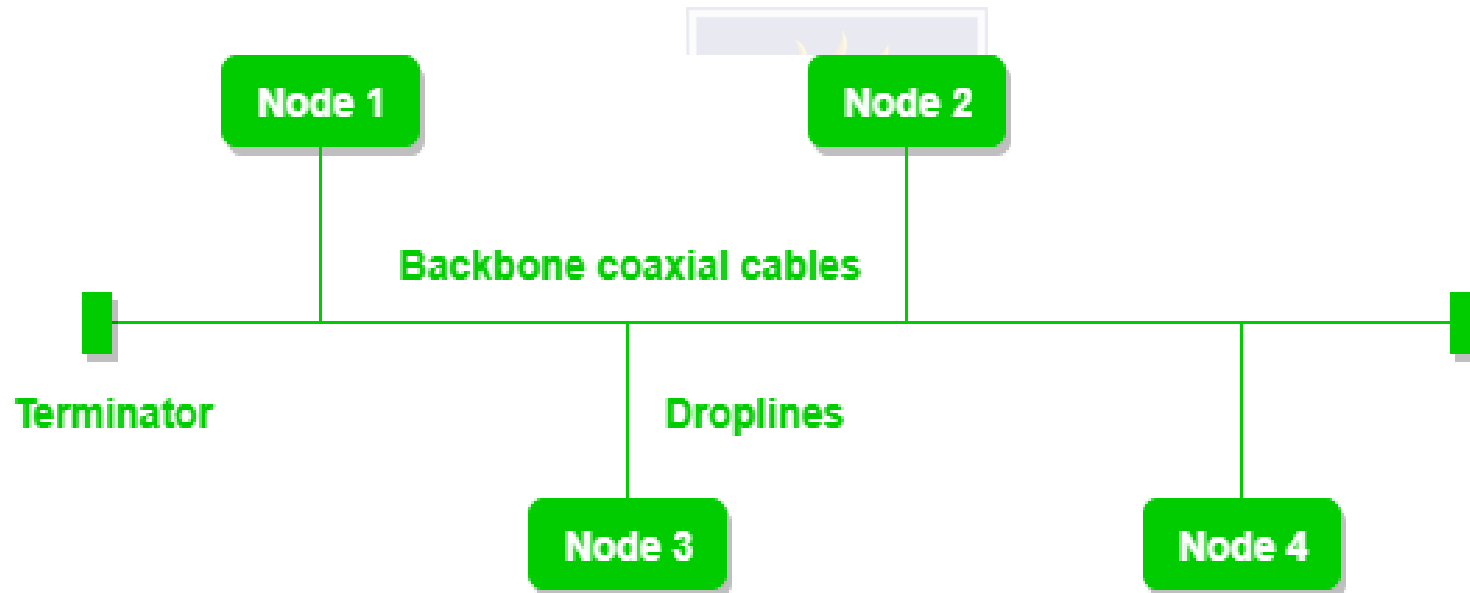 Node 1
Node 2
Backbone coaxial cables
Terminator
Droplines
Node 3
Node 4